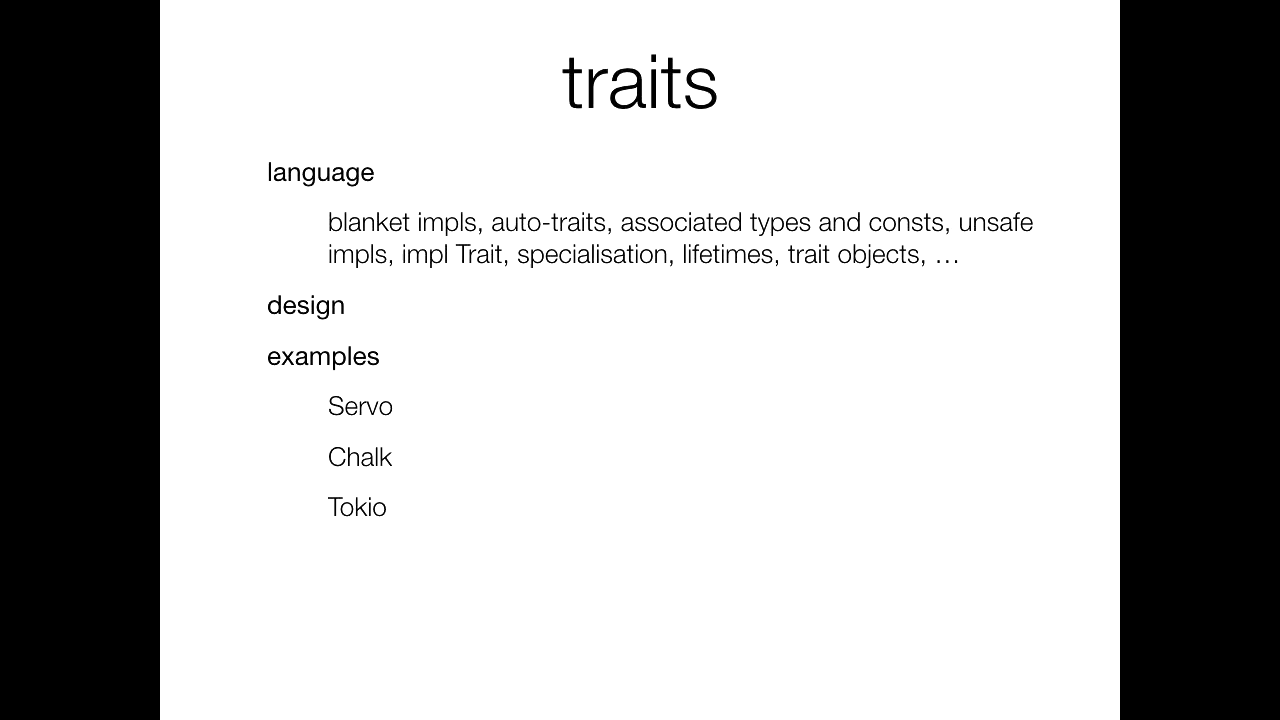 traits
language
blanket impls, auto-traits, associated types and consts, unsafe
impls, impl Trait, specialisation, lifetimes, trait objects, …
design
examples
Servo
Chalk
Tokio